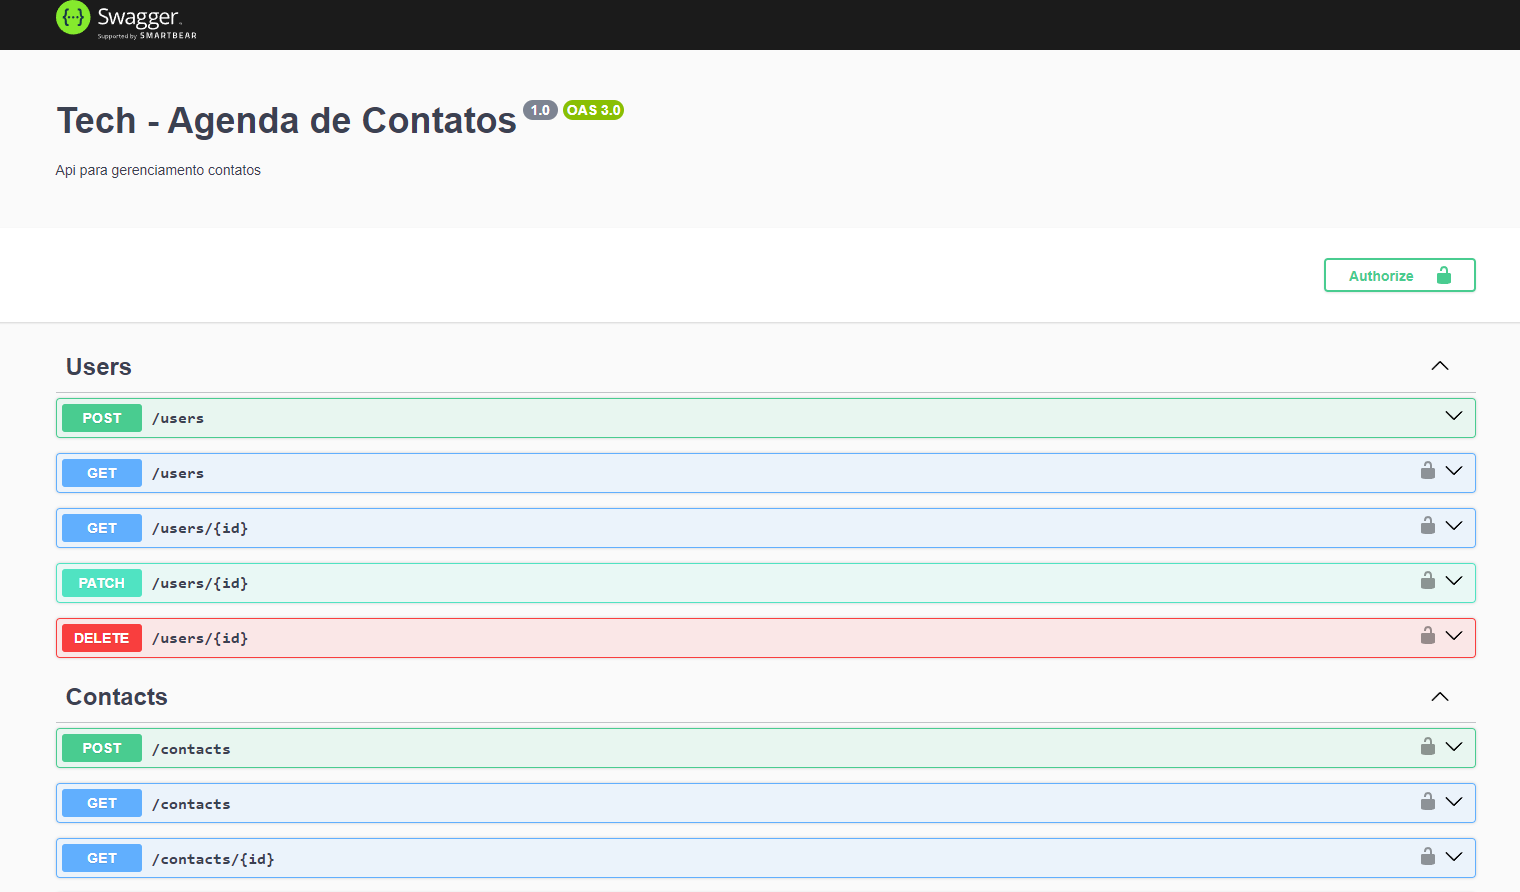 {···} Swagger™
Supported by SMARTBEAR
Tech - Agenda de Contatos 1.0 OAS 3.0
Api para gerenciamento contatos
Authorize
Users
POST /users
GET /users
GET /users/{id}
PATCH /users/{id}
DELETE /users/{id}
Contacts
POST /contacts
GET /contacts
GET /contacts/{id}